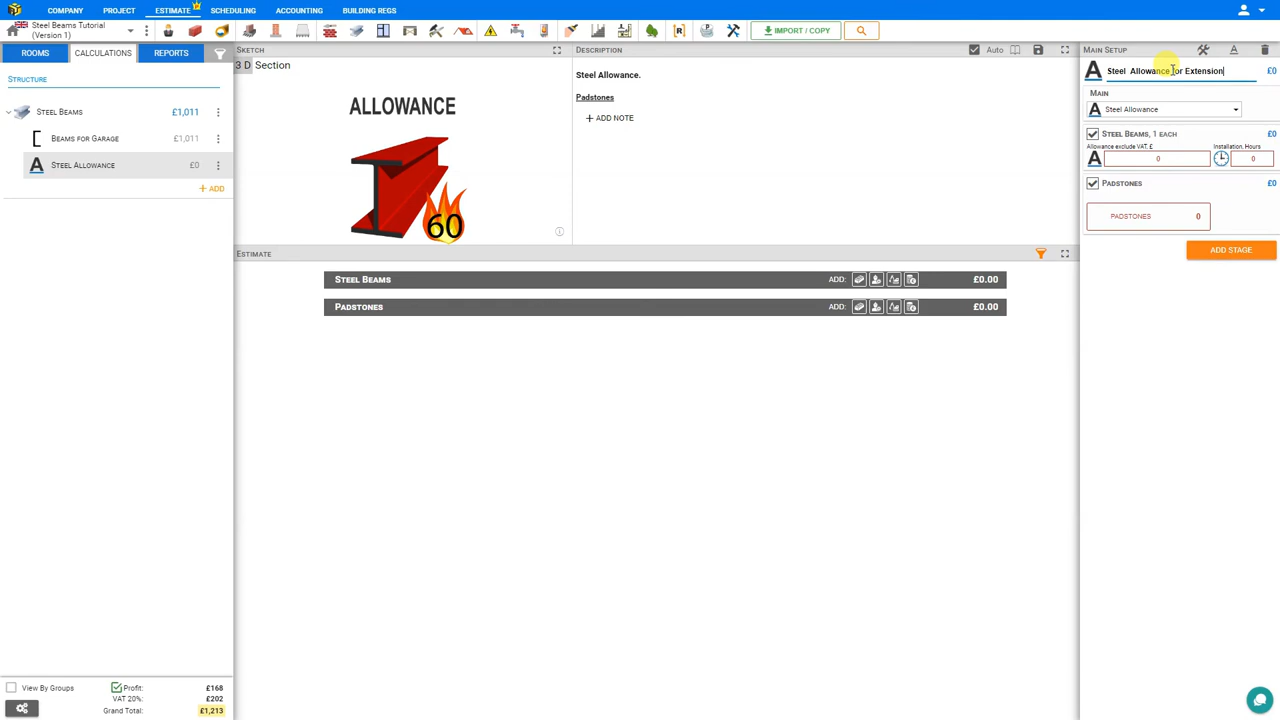 COMPANY PROJECT ESTIMATE SCHEDULING ACCOUNTING BUILDING REGS
Steel Beams Tutorial
(Version 1)
IMPORT / COPY
ROOMS CALCULATIONS REPORTS
STRUCTURE
STEEL BEAMS £1,011
BEAMS FOR GARAGE £1,011
A STEEL ALLOWANCE £0
+ ADD
View By Groups
Profit: £168
VAT 20%: £202
Grand Total: £1,213
SKETCH
3 D Section
ALLOWANCE
60
DESCRIPTION
Auto
Steel Allowance.
Padstones
+ ADD NOTE
ESTIMATE
STEEL BEAMS ADD: £0.00
PADSTONES ADD: £0.00
MAIN SETUP A
A Steel Allowance for Extension £0
MAIN
A Steel Allowance
STEEL BEAMS, 1 EACH £0
Allowance exclude VAT, £ Installation, Hours
A 0 0
PADSTONES £0
PADSTONES 0
ADD STAGE